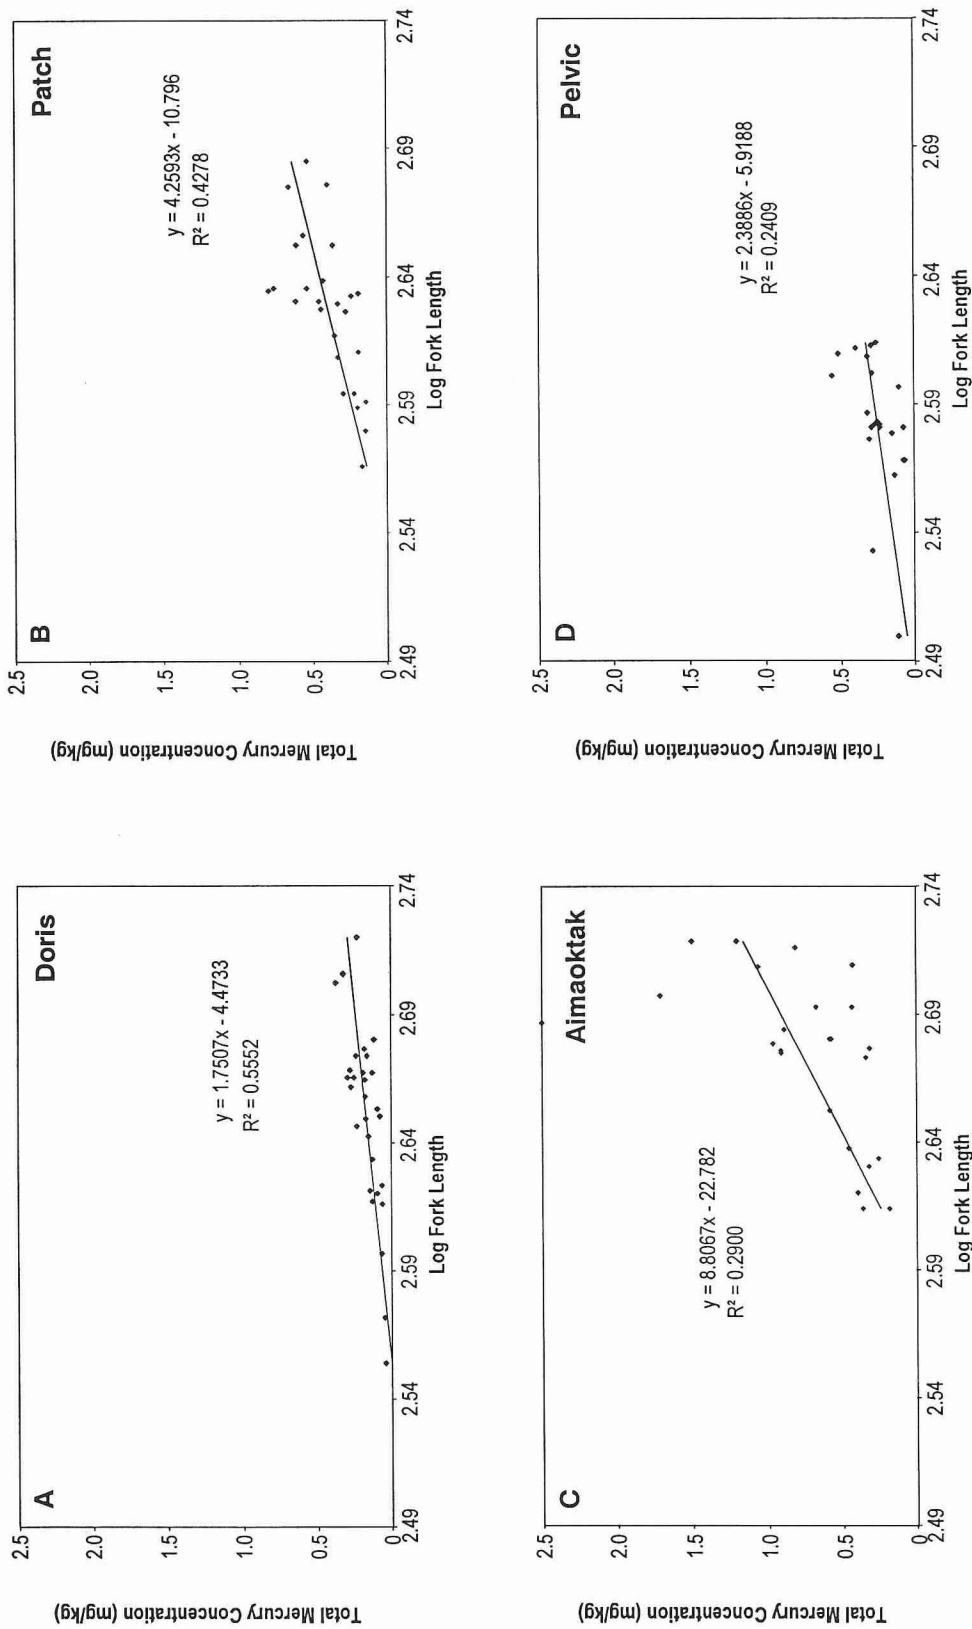 A
Doris
y = 1.7507x - 4.4733
R² = 0.5552
Total Mercury Concentration (mg/kg)
2.5
2.0
1.5
1.0
0.5
0.0
2.49
2.54
2.59
2.64
2.69
2.74
Log Fork Length
B
Patch
y = 4.2593x - 10.796
R² = 0.4278
Total Mercury Concentration (mg/kg)
2.5
2.0
1.5
1.0
0.5
0.0
2.49
2.54
2.59
2.64
2.69
2.74
Log Fork Length
C
Aimaoktak
y = 8.8067x - 22.782
R² = 0.2900
Total Mercury Concentration (mg/kg)
2.5
2.0
1.5
1.0
0.5
0.0
2.49
2.54
2.59
2.64
2.69
2.74
Log Fork Length
D
Pelvic
y = 2.3886x - 5.9188
R² = 0.2409
Total Mercury Concentration (mg/kg)
2.5
2.0
1.5
1.0
0.5
0.0
2.49
2.54
2.59
2.64
2.69
2.74
Log Fork Length